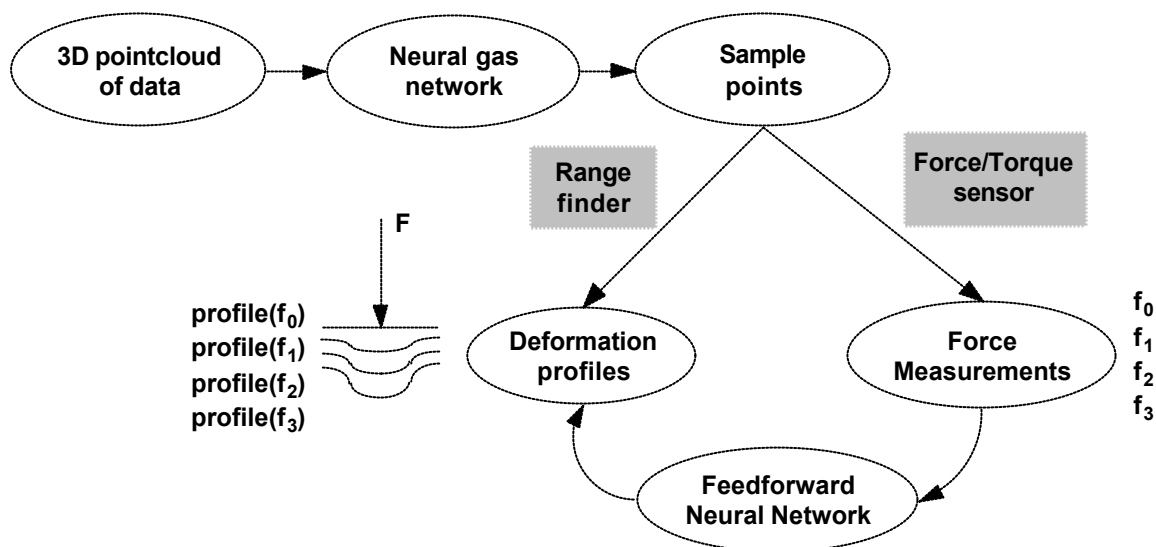 3D pointcloud
of data
Neural gas
network
Sample
points
Range
finder
Force/Torque
sensor
F
profile(f₀)
profile(f₁)
profile(f₂)
profile(f₃)
Deformation
profiles
Force
Measurements
f₀
f₁
f₂
f₃
Feedforward
Neural Network